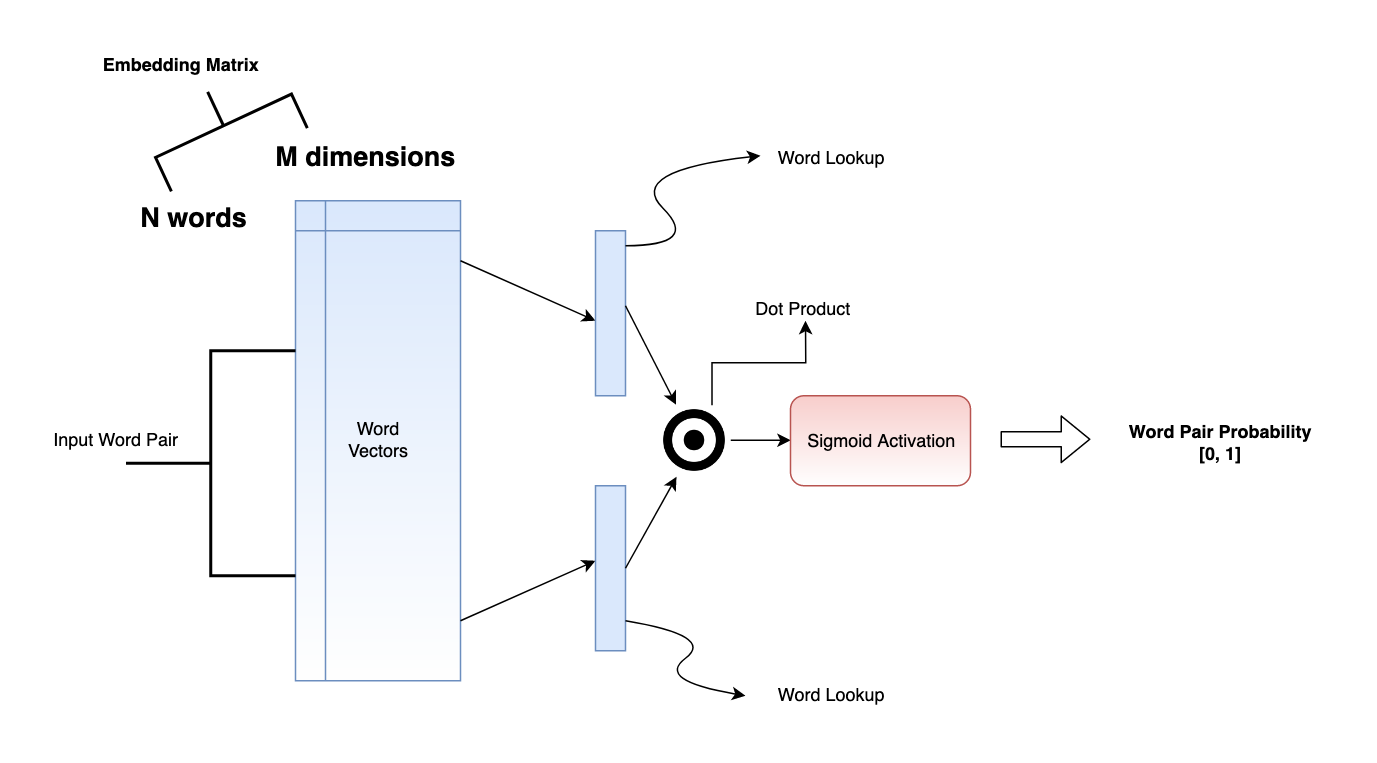 Embedding Matrix
M dimensions
N words
Word Lookup
Dot Product
Input Word Pair
Word
Vectors
Sigmoid Activation
Word Pair Probability
[0, 1]
Word Lookup